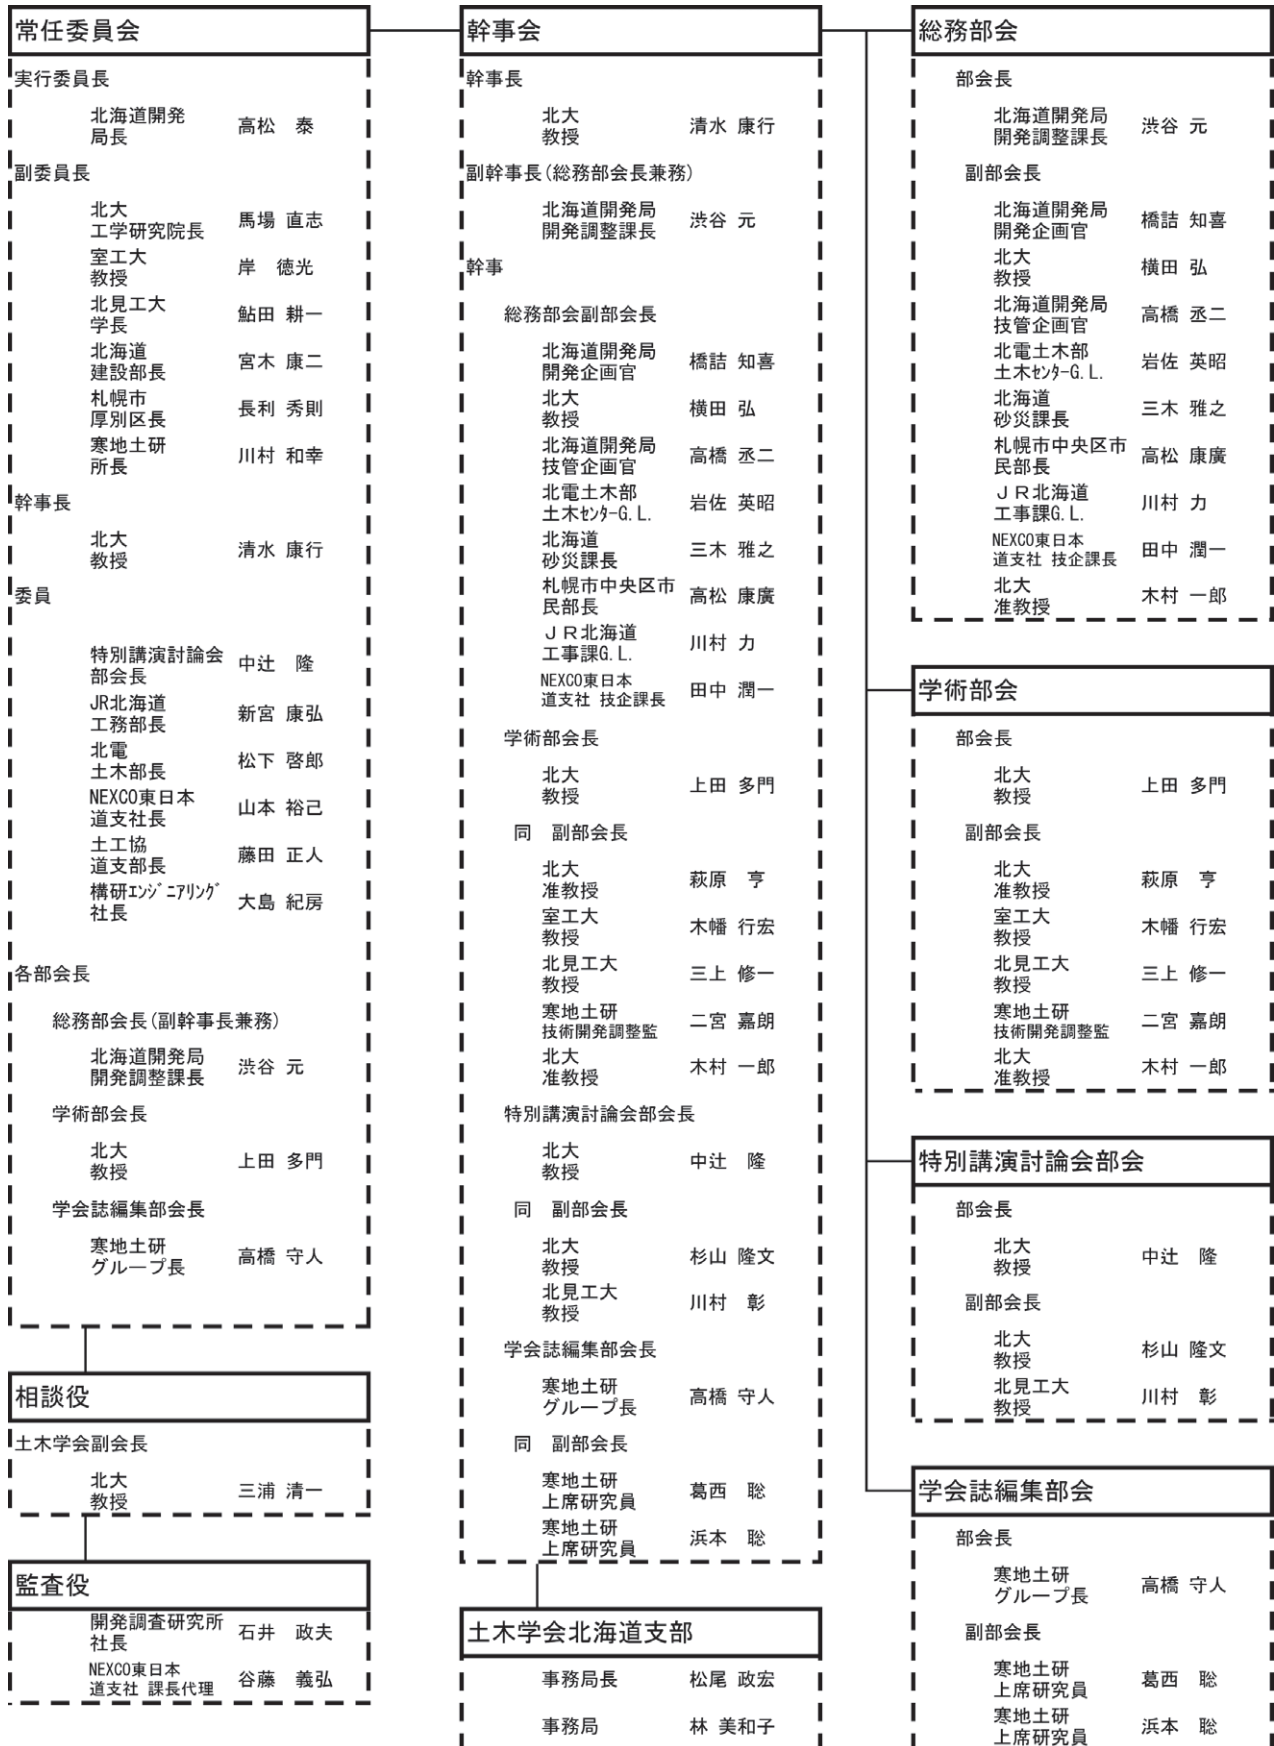 常任委員会
実行委員長
北海道開発
局長
高松 泰
副委員長
北大
工学研究院長
馬場 直志
室工大
教授
岸 徳光
北見工大
学長
鮎田 耕一
北海道
建設部長
宮木 康二
札幌市
厚別区長
長利 秀則
寒地土研
所長
川村 和幸
幹事長
北大
教授
清水 康行
委員
特別講演討論会
部会長
中辻 隆
JR北海道
工務部長
新宮 康弘
北電
土木部長
松下 啓郎
NEXCO東日本
道支社長
山本 裕己
土工協
道支部長
藤田 正人
構研ｴﾝｼﾞﾆｱﾘﾝｸﾞ
社長
大島 紀房
各部会長
総務部会長(副幹事長兼務)
北海道開発局
開発調整課長
渋谷 元
学術部会長
北大
教授
上田 多門
学会誌編集部会長
寒地土研
グループ長
高橋 守人
相談役
土木学会副会長
北大
教授
三浦 清一
監査役
開発調査研究所
社長
石井 政夫
NEXCO東日本
道支社 課長代理
谷藤 義弘
幹事会
幹事長
北大
教授
清水 康行
副幹事長(総務部会長兼務)
北海道開発局
開発調整課長
渋谷 元
幹事
総務部会副部会長
北海道開発局
開発企画官
橋詰 知喜
北大
教授
横田 弘
北海道開発局
技管企画官
高橋 丞二
北電土木部
土木ｾﾝﾀｰG.L.
岩佐 英昭
北海道
砂災課長
三木 雅之
札幌市中央区市
民部長
高松 康廣
ＪＲ北海道
工事課G.L.
川村 力
NEXCO東日本
道支社 技企課長
田中 潤一
学術部会長
北大
教授
上田 多門
同 副部会長
北大
准教授
萩原 亨
室工大
教授
木幡 行宏
北見工大
教授
三上 修一
寒地土研
技術開発調整監
二宮 嘉朗
北大
准教授
木村 一郎
特別講演討論会部会長
北大
教授
中辻 隆
同 副部会長
北大
教授
杉山 隆文
北見工大
教授
川村 彰
学会誌編集部会長
寒地土研
グループ長
高橋 守人
同 副部会長
寒地土研
上席研究員
葛西 聡
寒地土研
上席研究員
浜本 聡
土木学会北海道支部
事務局長
松尾 政宏
事務局
林 美和子
総務部会
部会長
北海道開発局
開発調整課長
渋谷 元
副部会長
北海道開発局
開発企画官
橋詰 知喜
北大
教授
横田 弘
北海道開発局
技管企画官
高橋 丞二
北電土木部
土木ｾﾝﾀｰG.L.
岩佐 英昭
北海道
砂災課長
三木 雅之
札幌市中央区市
民部長
高松 康廣
ＪＲ北海道
工事課G.L.
川村 力
NEXCO東日本
道支社 技企課長
田中 潤一
北大
准教授
木村 一郎
学術部会
部会長
北大
教授
上田 多門
副部会長
北大
准教授
萩原 亨
室工大
教授
木幡 行宏
北見工大
教授
三上 修一
寒地土研
技術開発調整監
二宮 嘉朗
北大
准教授
木村 一郎
特別講演討論会部会
部会長
北大
教授
中辻 隆
副部会長
北大
教授
杉山 隆文
北見工大
教授
川村 彰
学会誌編集部会
部会長
寒地土研
グループ長
高橋 守人
副部会長
寒地土研
上席研究員
葛西 聡
寒地土研
上席研究員
浜本 聡